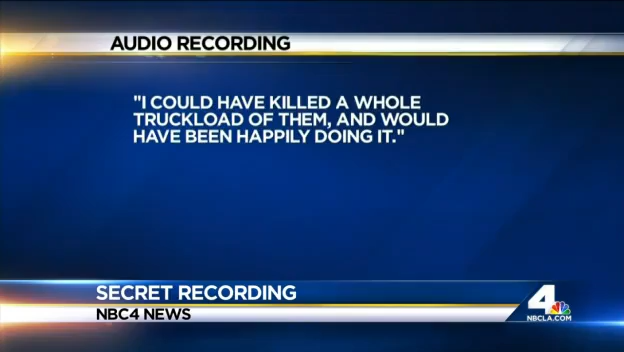 AUDIO RECORDING
"I COULD HAVE KILLED A WHOLE
TRUCKLOAD OF THEM, AND WOULD
HAVE BEEN HAPPILY DOING IT."
SECRET RECORDING
NBC4 NEWS
4
NBCLA.COM